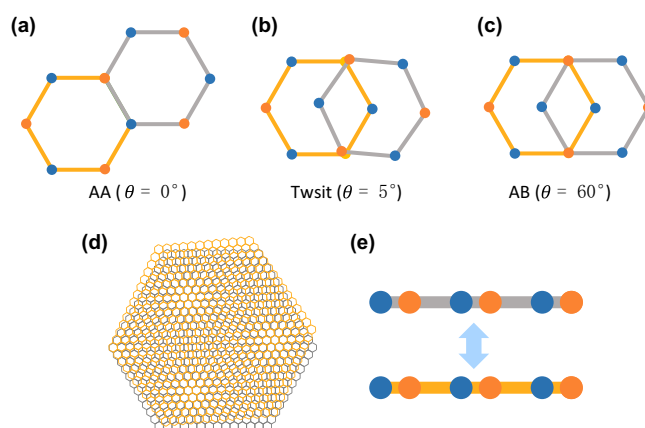 (a) (b) (c)
AA ( θ = 0°) Twsit (θ = 5°) AB (θ = 60°)
(d) (e)